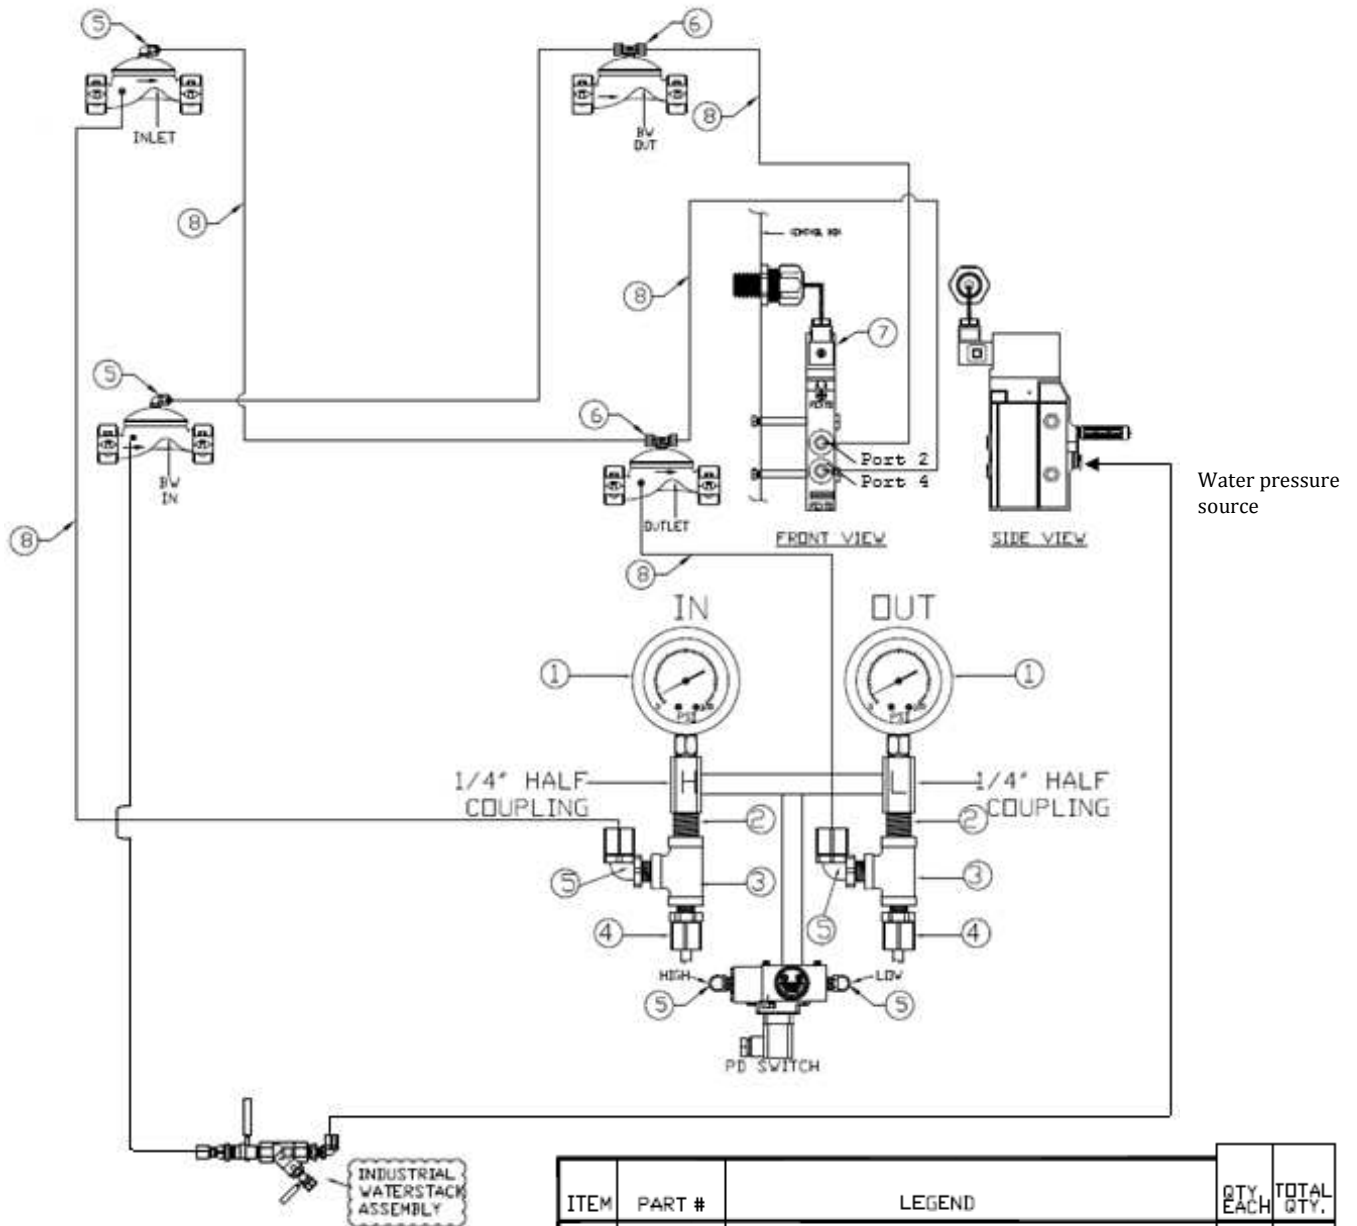 5
6
INLET
BW
OUT
8
8
CONTROL BOX
8
7
5
6
Port 2
Port 4
BW
IN
OUTLET
FRONT VIEW
SIDE VIEW
Water pressure
source
8
8
IN
OUT
1
1
PSI
PSI
1/4" HALF
COUPLING
H
L
1/4" HALF
COUPLING
2
2
5
3
5
3
4
4
HIGH
LOW
5
5
PD SWITCH
INDUSTRIAL
WATERSTACK
ASSEMBLY
ITEM
PART #
LEGEND
QTY
EACH
TOTAL
QTY.